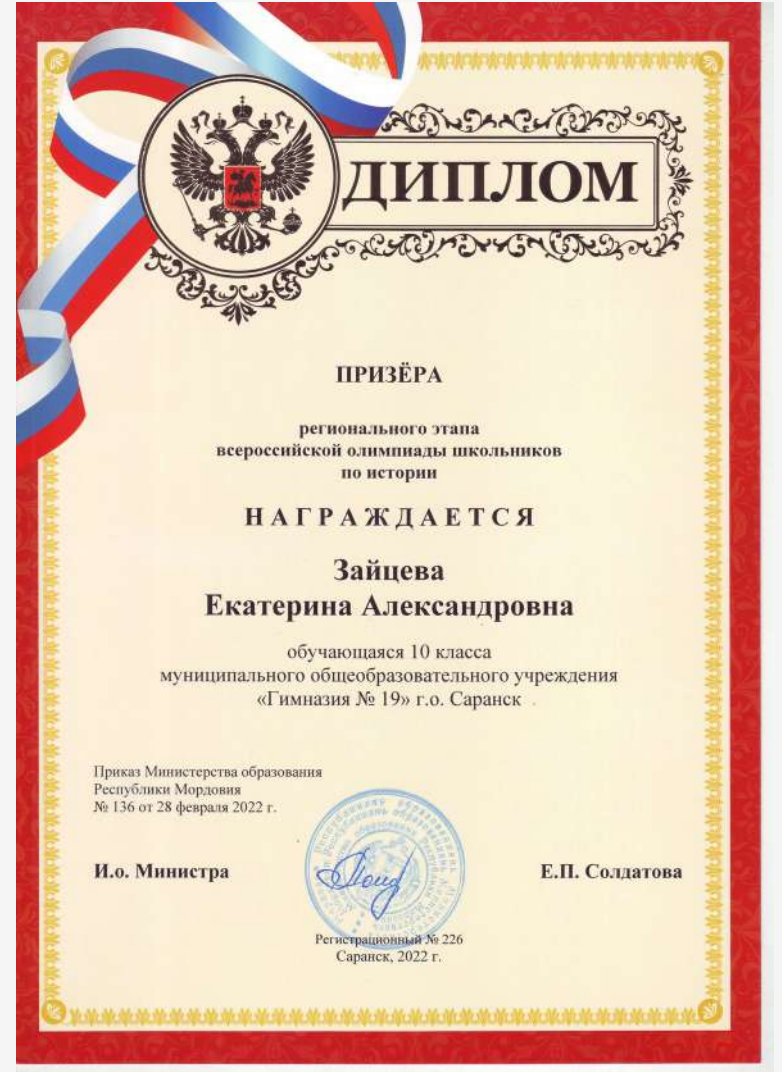 ДИПЛОМ
ПРИЗЁРА
регионального этапа
всероссийской олимпиады школьников
по истории
НАГРАЖДАЕТСЯ
Зайцева
Екатерина Александровна
обучающаяся 10 класса
муниципального общеобразовательного учреждения
«Гимназия № 19» г.о. Саранск
Приказ Министерства образования
Республики Мордовия
№ 136 от 28 февраля 2022 г.
И.о. Министра
Е.П. Солдатова
Регистрационный № 226
Саранск, 2022 г.